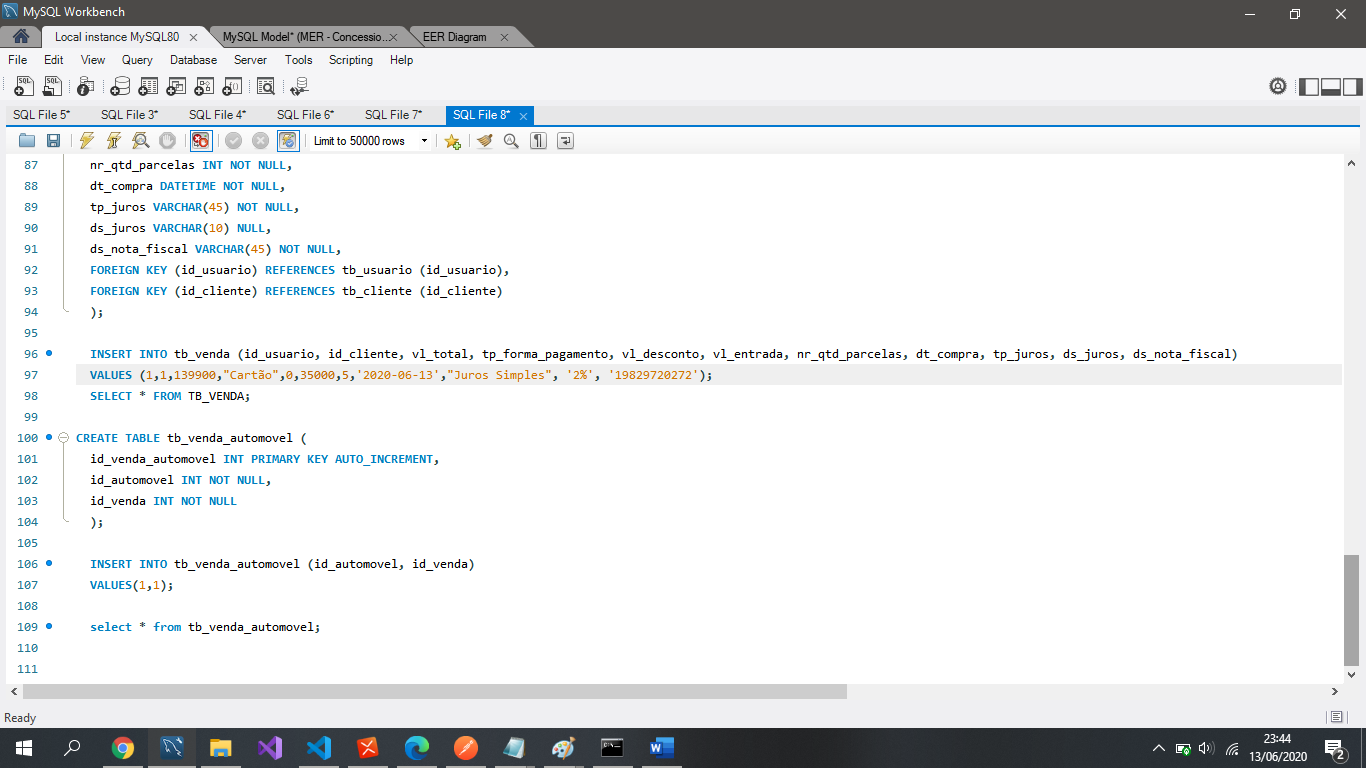 MySQL Workbench
Local instance MySQL80
MySQL Model* (MER - Concessio...
EER Diagram
File Edit View Query Database Server Tools Scripting Help
SQL File 5* SQL File 3* SQL File 4* SQL File 6* SQL File 7* SQL File 8*
Limit to 50000 rows
87 nr_qtd_parcelas INT NOT NULL,
88 dt_compra DATETIME NOT NULL,
89 tp_juros VARCHAR(45) NOT NULL,
90 ds_juros VARCHAR(10) NULL,
91 ds_nota_fiscal VARCHAR(45) NOT NULL,
92 FOREIGN KEY (id_usuario) REFERENCES tb_usuario (id_usuario),
93 FOREIGN KEY (id_cliente) REFERENCES tb_cliente (id_cliente)
94 );
95
96 INSERT INTO tb_venda (id_usuario, id_cliente, vl_total, tp_forma_pagamento, vl_desconto, vl_entrada, nr_qtd_parcelas, dt_compra, tp_juros, ds_juros, ds_nota_fiscal)
97 VALUES (1,1,139900,"Cartão",0,35000,5,'2020-06-13',"Juros Simples", '2%', '19829720272');
98 SELECT * FROM TB_VENDA;
99
100 CREATE TABLE tb_venda_automovel (
101 id_venda_automovel INT PRIMARY KEY AUTO_INCREMENT,
102 id_automovel INT NOT NULL,
103 id_venda INT NOT NULL
104 );
105
106 INSERT INTO tb_venda_automovel (id_automovel, id_venda)
107 VALUES(1,1);
108
109 select * from tb_venda_automovel;
110
111
Ready
23:44
13/06/2020
2